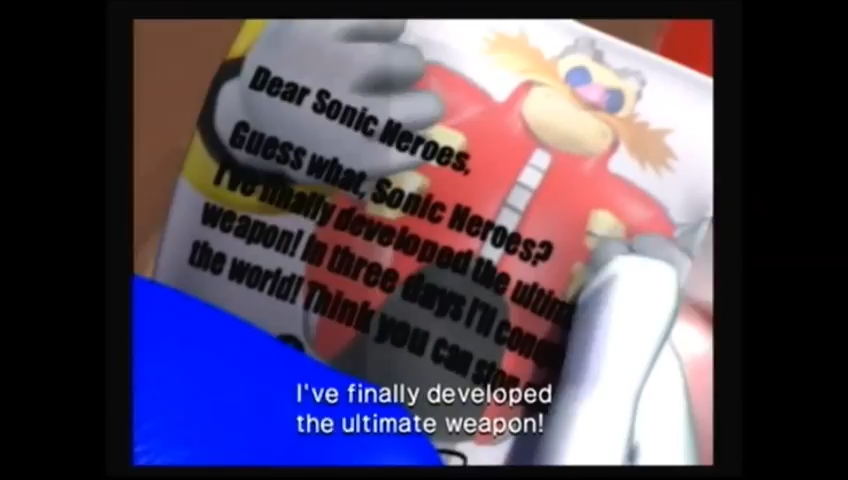 Dear Sonic Heroes,
Guess what, Sonic Heroes?
I've finally developed the
weapon! In three days I'll
the world! Think you can
I've finally developed
the ultimate weapon!